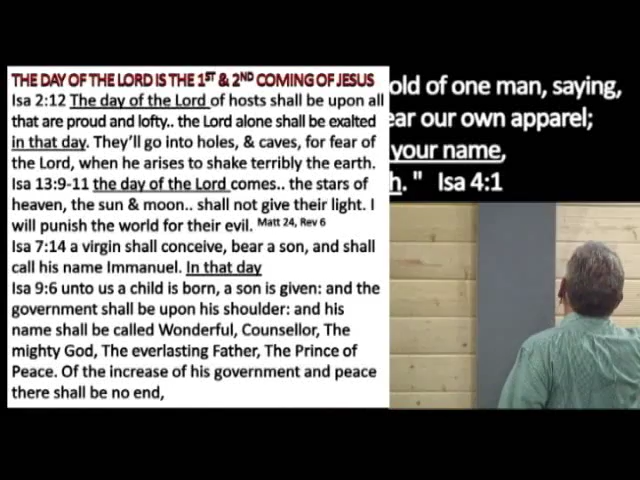 THE DAY OF THE LORD IS THE 1ST & 2ND COMING OF JESUS
Isa 2:12 The day of the Lord of hosts shall be upon all
that are proud and lofty.. the Lord alone shall be exalted
in that day. They'll go into holes, & caves, for fear of
the Lord, when he arises to shake terribly the earth.
Isa 13:9-11 the day of the Lord comes.. the stars of
heaven, the sun & moon.. shall not give their light. I
will punish the world for their evil. Matt 24, Rev 6
Isa 7:14 a virgin shall conceive, bear a son, and shall
call his name Immanuel. In that day
Isa 9:6 unto us a child is born, a son is given: and the
government shall be upon his shoulder: and his
name shall be called Wonderful, Counsellor, The
mighty God, The everlasting Father, The Prince of
Peace. Of the increase of his government and peace
there shall be no end,
old of one man, saying,
ear our own apparel;
your name,
h. " Isa 4:1